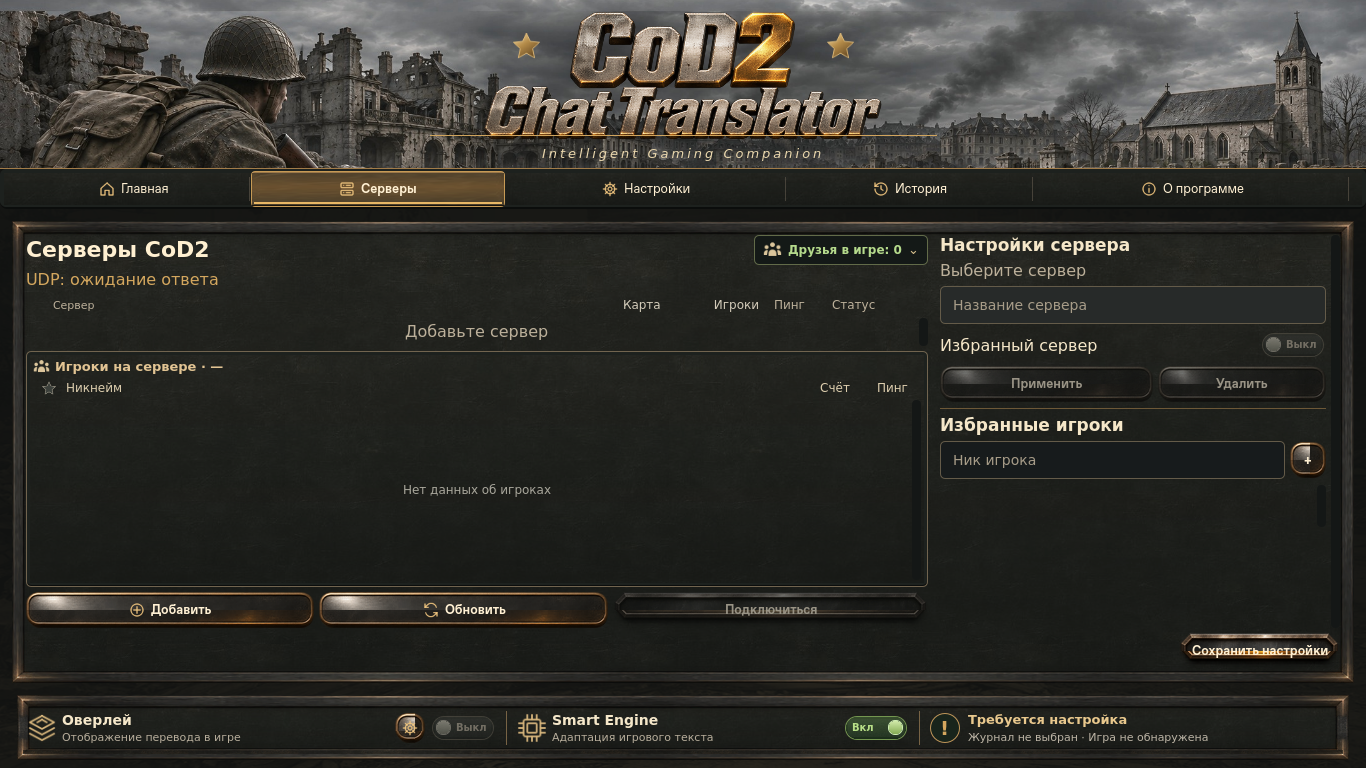 CoD2
Chat Translator
Intelligent Gaming Companion
Главная
Серверы
Настройки
История
О программе
Серверы CoD2
Друзья в игре: 0
UDP: ожидание ответа
Сервер Карта Игроки Пинг Статус
Добавьте сервер
Игроки на сервере · —
Никнейм Счёт Пинг
Нет данных об игроках
Добавить
Обновить
Подключиться
Настройки сервера
Выберите сервер
Название сервера
Избранный сервер Выкл
Применить
Удалить
Избранные игроки
Ник игрока
+
Сохранить настройки
Оверлей
Отображение перевода в игре
Выкл
Smart Engine
Адаптация игрового текста
Вкл
Требуется настройка
Журнал не выбран · Игра не обнаружена